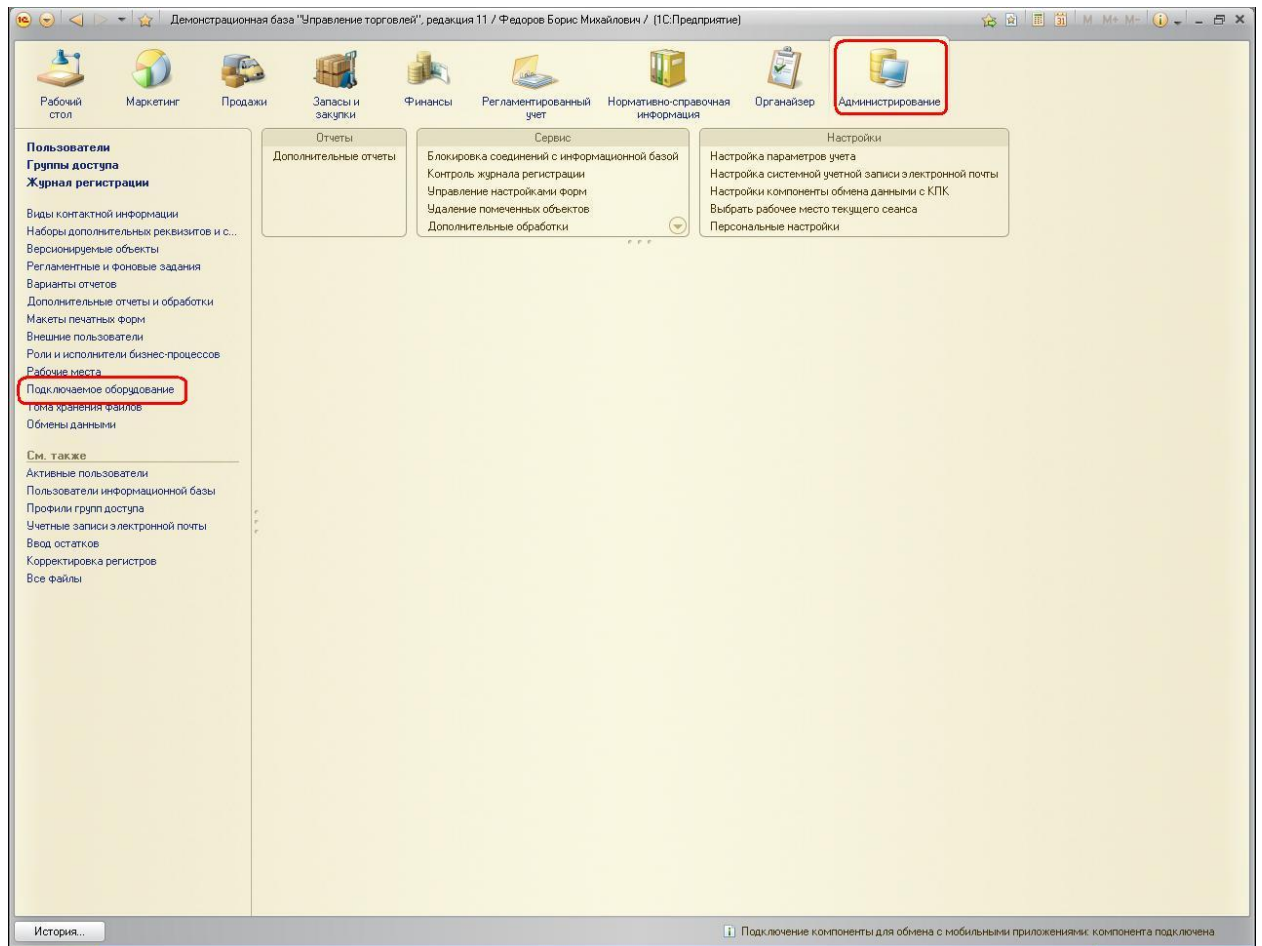 Демонстрационная база "Управление торговлей", редакция 11 / Федоров Борис Михайлович / (1С:Предприятие)
M M+ M-
Рабочий
стол
Маркетинг
Продажи
Запасы и
закупки
Финансы
Регламентированный
учет
Нормативно-справочная
информация
Органайзер
Администрирование
Пользователи
Группы доступа
Журнал регистрации
Виды контактной информации
Наборы дополнительных реквизитов и с...
Версионируемые объекты
Регламентные и фоновые задания
Варианты отчетов
Дополнительные отчеты и обработки
Макеты печатных форм
Внешние пользователи
Роли и исполнители бизнес-процессов
Рабочие места
Подключаемое оборудование
Тома хранения файлов
Обмены данными
См. также
Активные пользователи
Пользователи информационной базы
Профили групп доступа
Учетные записи электронной почты
Ввод остатков
Корректировка регистров
Все файлы
Отчеты
Дополнительные отчеты
Сервис
Блокировка соединений с информационной базой
Контроль журнала регистрации
Управление настройками форм
Удаление помеченных объектов
Дополнительные обработки
Настройки
Настройка параметров учета
Настройка системной учетной записи электронной почты
Настройки компоненты обмена данными с КПК
Выбрать рабочее место текущего сеанса
Персональные настройки
История...
Подключение компоненты для обмена с мобильными приложениями: компонента подключена